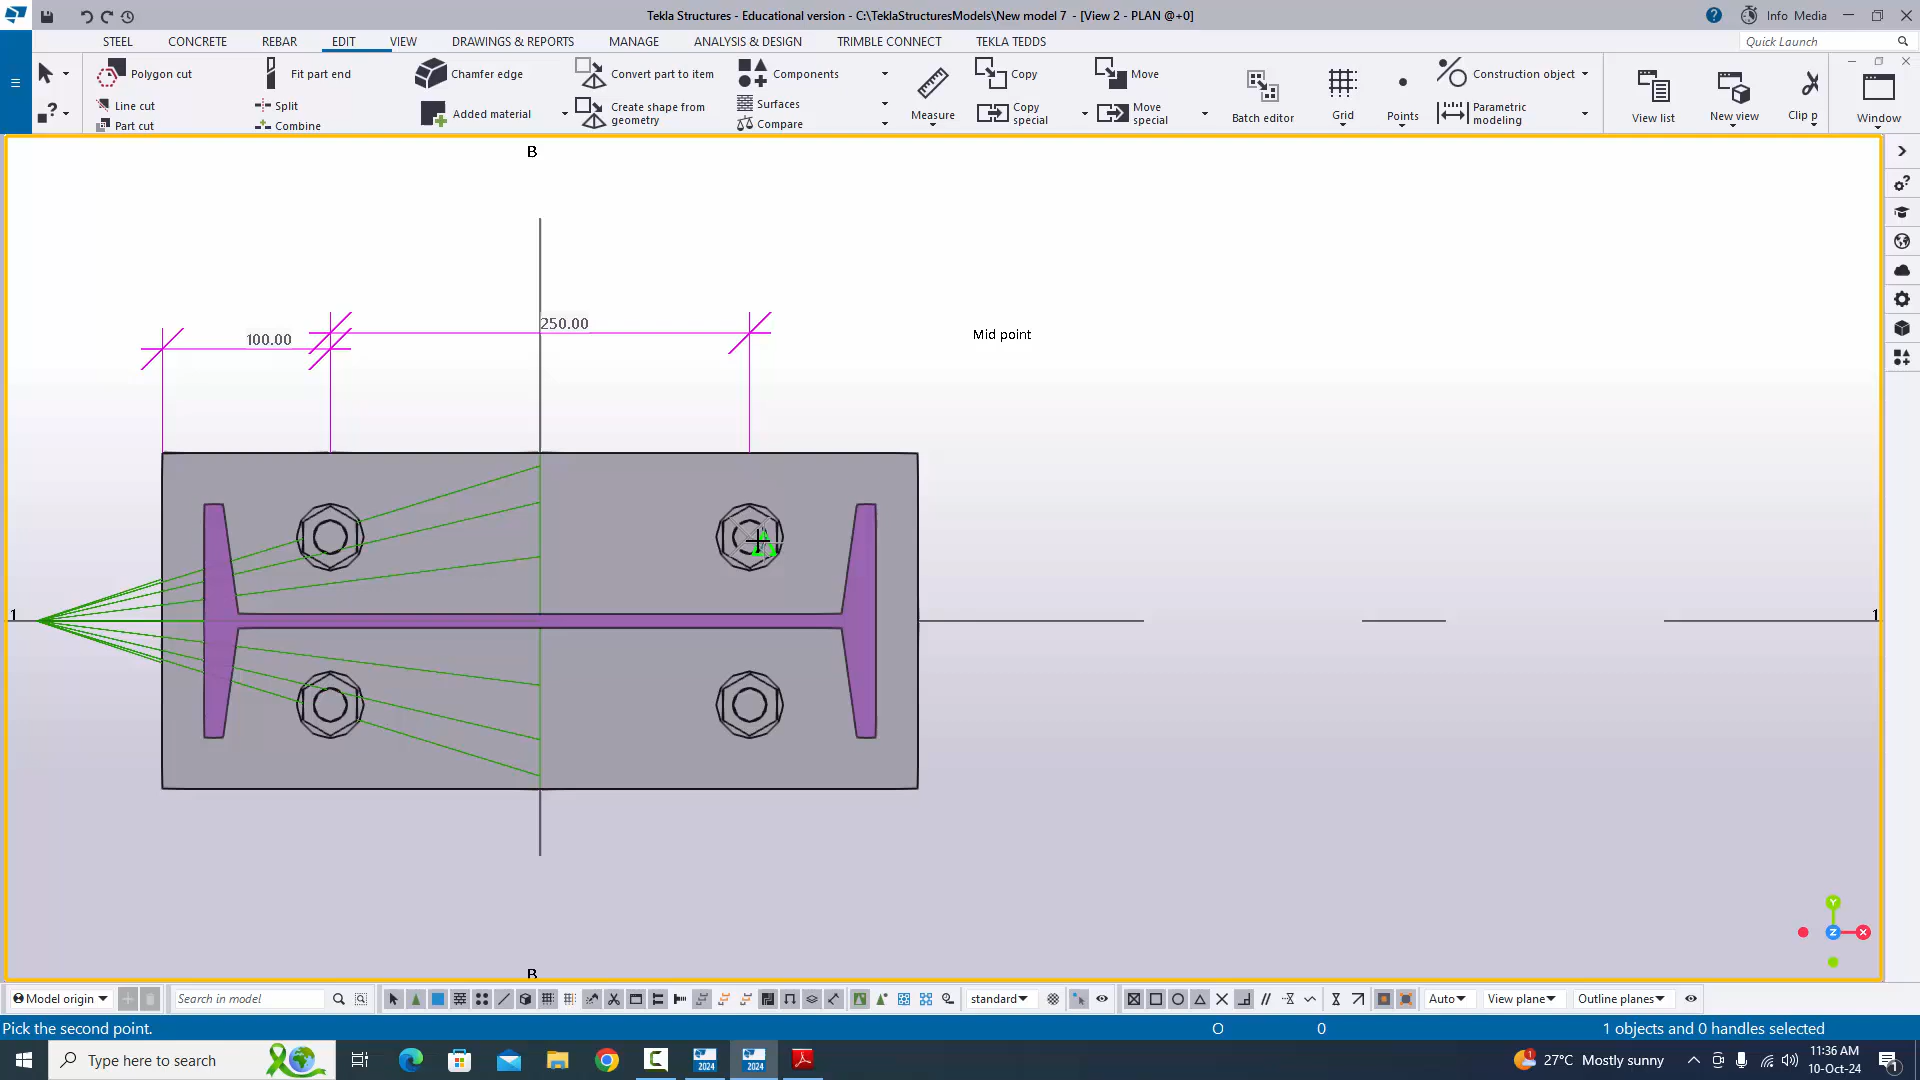 Tekla Structures - Educational version - C:\TeklaStructuresModels\New model 7 - [View 2 - PLAN @+0]
Info Media
STEEL CONCRETE REBAR EDIT VIEW DRAWINGS & REPORTS MANAGE ANALYSIS & DESIGN TRIMBLE CONNECT TEKLA TEDDS
Quick Launch
Polygon cut
Line cut
Part cut
Fit part end
Split
Combine
Chamfer edge
Added material
Convert part to item
Create shape from
geometry
Components
Surfaces
Compare
Measure
Copy
Copy
special
Move
Move
special
Batch editor
Grid
Points
Construction object
Parametric
modeling
View list
New view
Clip p
Window
B
250.00
100.00
Mid point
1
1
B
Y
Z
X
Model origin
Search in model
standard
Auto
View plane
Outline planes
Pick the second point.
O
0
1 objects and 0 handles selected
Type here to search
2024
2024
27°C Mostly sunny
11:36 AM
10-Oct-24
1